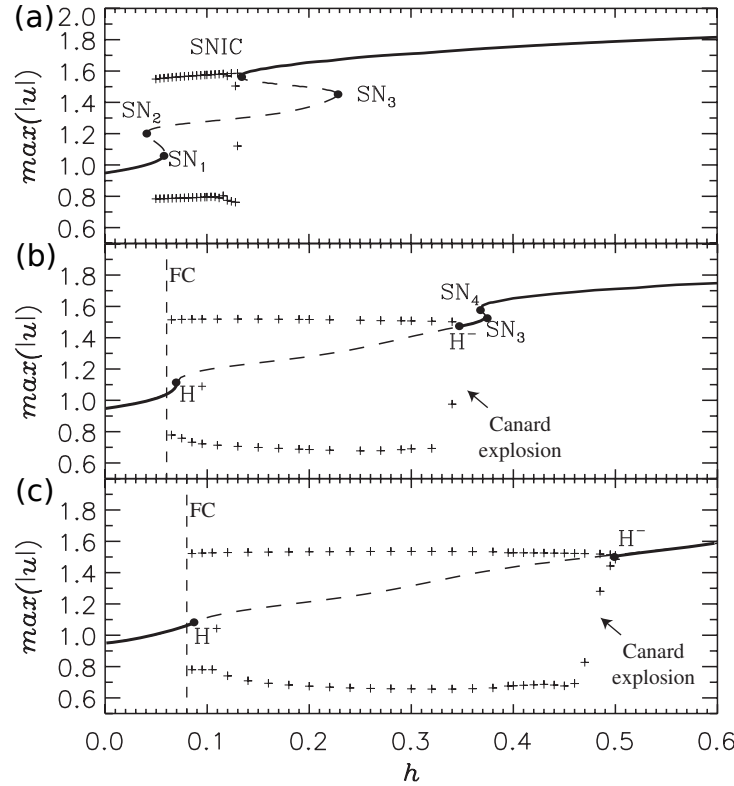 (a)
max(|u|)
2.0
1.8
1.6
1.4
1.2
1.0
0.8
0.6
SNIC
SN2
SN1
SN3
(b)
max(|u|)
1.8
1.6
1.4
1.2
1.0
0.8
0.6
FC
H+
SN4
SN3
H−
Canard
explosion
(c)
max(|u|)
1.8
1.6
1.4
1.2
1.0
0.8
0.6
FC
H+
H−
Canard
explosion
0.0 0.1 0.2 0.3 0.4 0.5 0.6
h